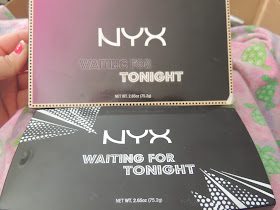 NYX
WAITING FOR
TONIGHT
NET WT. 2.65oz (75.2g)
NYX
WAITING FOR
TONIGHT
NET WT. 2.65oz (75.2g)